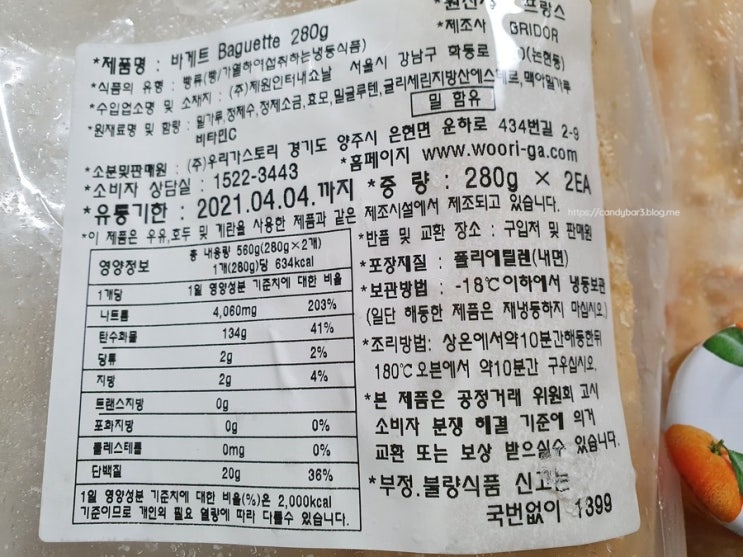 *제품명 : 바게트 Baguette 280g
*제조사 GRIDOR
*식품의 유형 : 빵류(빵/가열하여섭취하는냉동식품)
*수입업소명 및 소재지 : (주)제원인터내쇼날 서울시 강남구 학동로
*원재료명 및 함량 : 밀가루,정제수,정제소금,효모,밀글루텐,글리세린지방산에스테르,맥아밀가루
비타민C
밀 함유
*소분및판매원 : (주)우리가스토리 경기도 양주시 은현면 운하로 434번길 2-9
*소비자 상담실 : 1522-3443 *홈페이지 www.woori-ga.com
*유통기한 : 2021.04.04.까지 *중 량 : 280g × 2EA
*이 제품은 우유,호두 및 계란을 사용한 제품과 같은 제조시설에서 제조되고 있습니다.
https://candybar3.blog.me
영양정보
총 내용량 560g(280g×2개)
1개(280g)당 634kcal
1개당 1일 영양성분 기준치에 대한 비율
나트륨 4,060mg 203%
탄수화물 134g 41%
당류 2g 2%
지방 2g 4%
트랜스지방 0g
포화지방 0g 0%
콜레스테롤 0mg 0%
단백질 20g 36%
1일 영양성분 기준치에 대한 비율(%)은 2,000kcal
기준이므로 개인의 필요 열량에 따라 다를수 있습니다.
*반품 및 교환 장소 : 구입처 및 판매원
*포장재질 : 폴리에틸렌(내면)
*보관방법 : -18℃이하에서 냉동보관
(일단 해동한 제품은 재냉동하지 마십시오.)
*조리방법: 상온에서약10분간해동한뒤
180℃오븐에서 약10분간 구우십시오.
*본 제품은 공정거래 위원회 고시
소비자 분쟁 해결 기준에 의거
교환 또는 보상 받으실수 있습니다.
*부정.불량식품 신고는
국번없이 1399